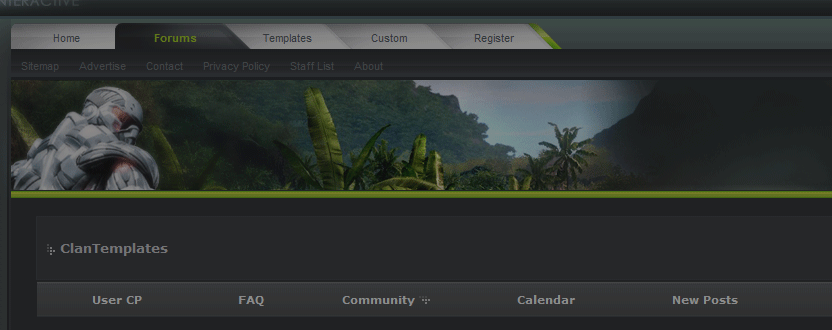 NTERACTIVE
Home Forums Templates Custom Register
Sitemap Advertise Contact Privacy Policy Staff List About
ClanTemplates
User CP FAQ Community Calendar New Posts